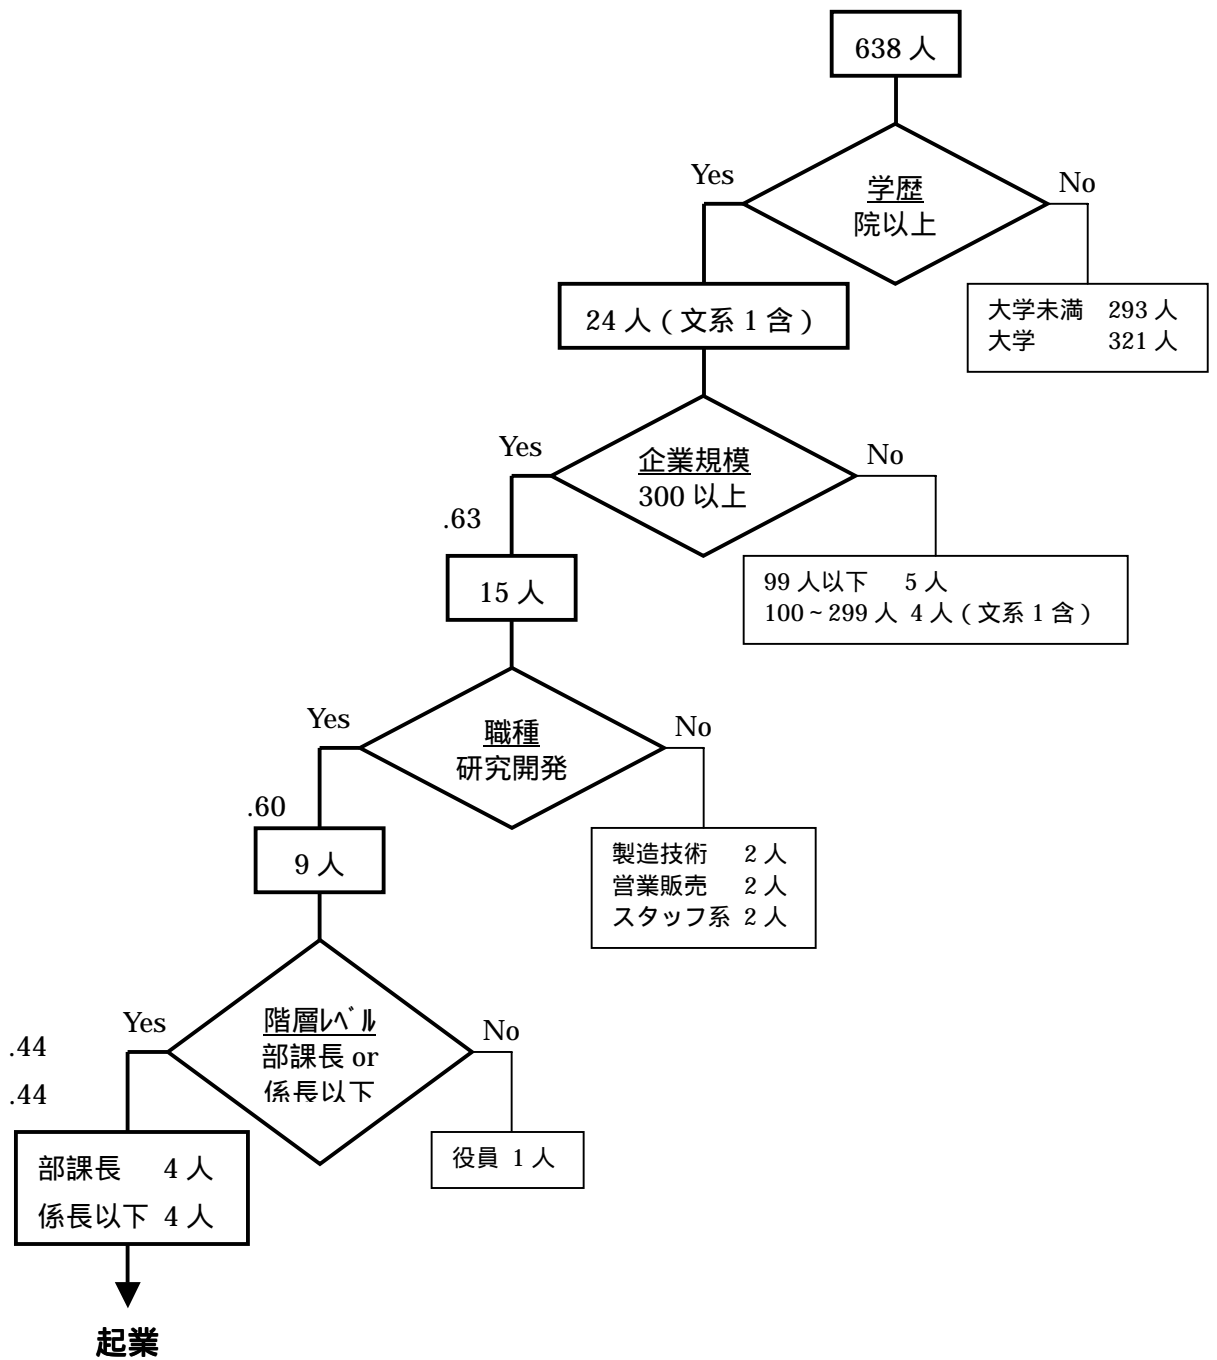 638 人
Yes
学歴
院以上
No
24 人 ( 文系 1 含 )
大学未満 293 人
大学 321 人
Yes
企業規模
300 以上
No
.63
15 人
99 人以下 5 人
100~299 人 4 人 ( 文系 1 含 )
Yes
職種
研究開発
No
.60
9 人
製造技術 2 人
営業販売 2 人
スタッフ系 2 人
Yes
階層ﾚﾍﾞﾙ
部課長 or
係長以下
No
.44
.44
部課長 4 人
係長以下 4 人
役員 1 人
起業